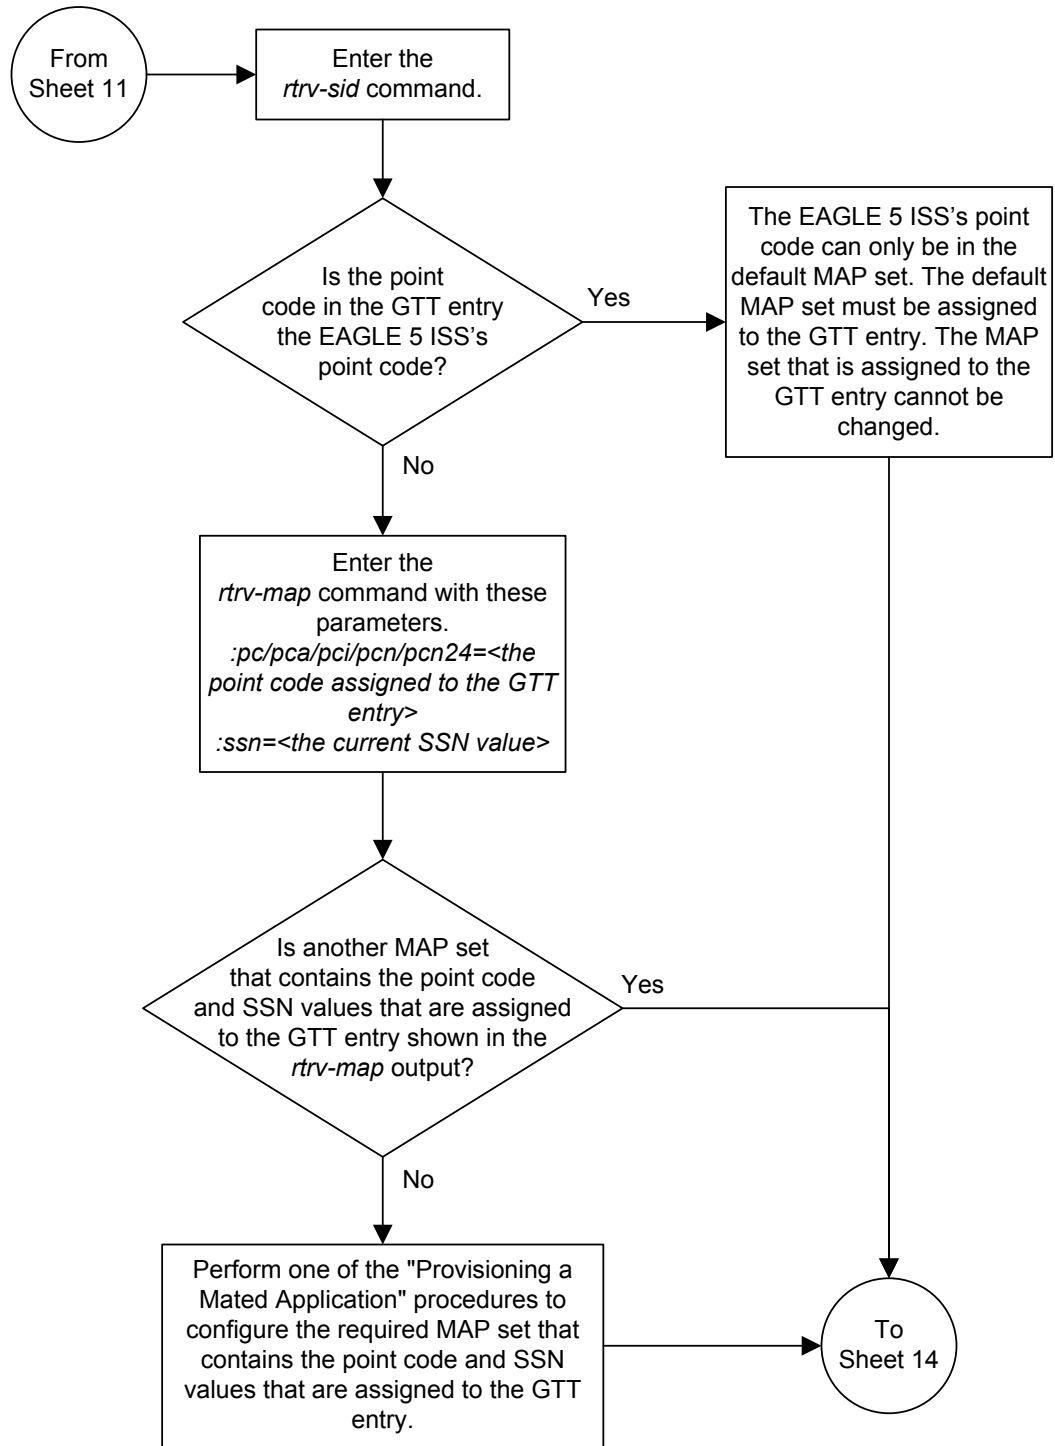 From
Sheet 11
Enter the
rtrv-sid command.
Is the point
code in the GTT entry
the EAGLE 5 ISS’s
point code?
Yes
The EAGLE 5 ISS’s point
code can only be in the
default MAP set. The default
MAP set must be assigned
to the GTT entry. The MAP
set that is assigned to the
GTT entry cannot be
changed.
No
Enter the
rtrv-map command with these
parameters.
:pc/pca/pci/pcn/pcn24=<the
point code assigned to the GTT
entry>
:ssn=<the current SSN value>
Is another MAP set
that contains the point code
and SSN values that are assigned
to the GTT entry shown in the
rtrv-map output?
Yes
No
Perform one of the "Provisioning a
Mated Application" procedures to
configure the required MAP set that
contains the point code and SSN
values that are assigned to the GTT
entry.
To
Sheet 14